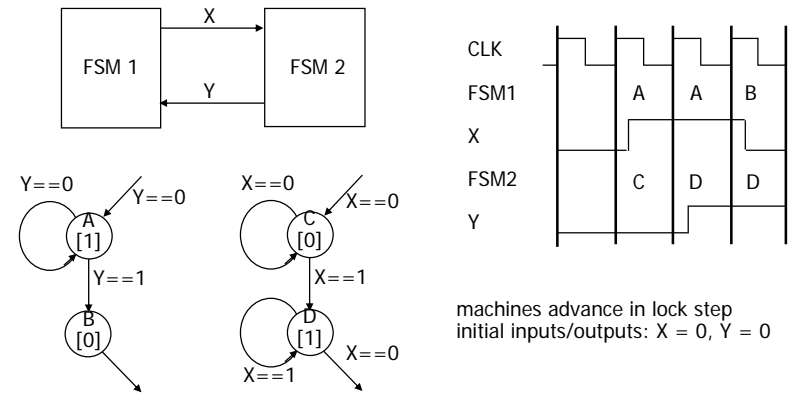 X
FSM 1
FSM 2
Y
CLK
FSM1 A A B
X
FSM2 C D D
Y
Y==0
Y==0
A
[1]
Y==1
B
[0]
X==0
X==0
C
[0]
X==1
D
[1]
X==0
X==1
machines advance in lock step
initial inputs/outputs: X = 0, Y = 0